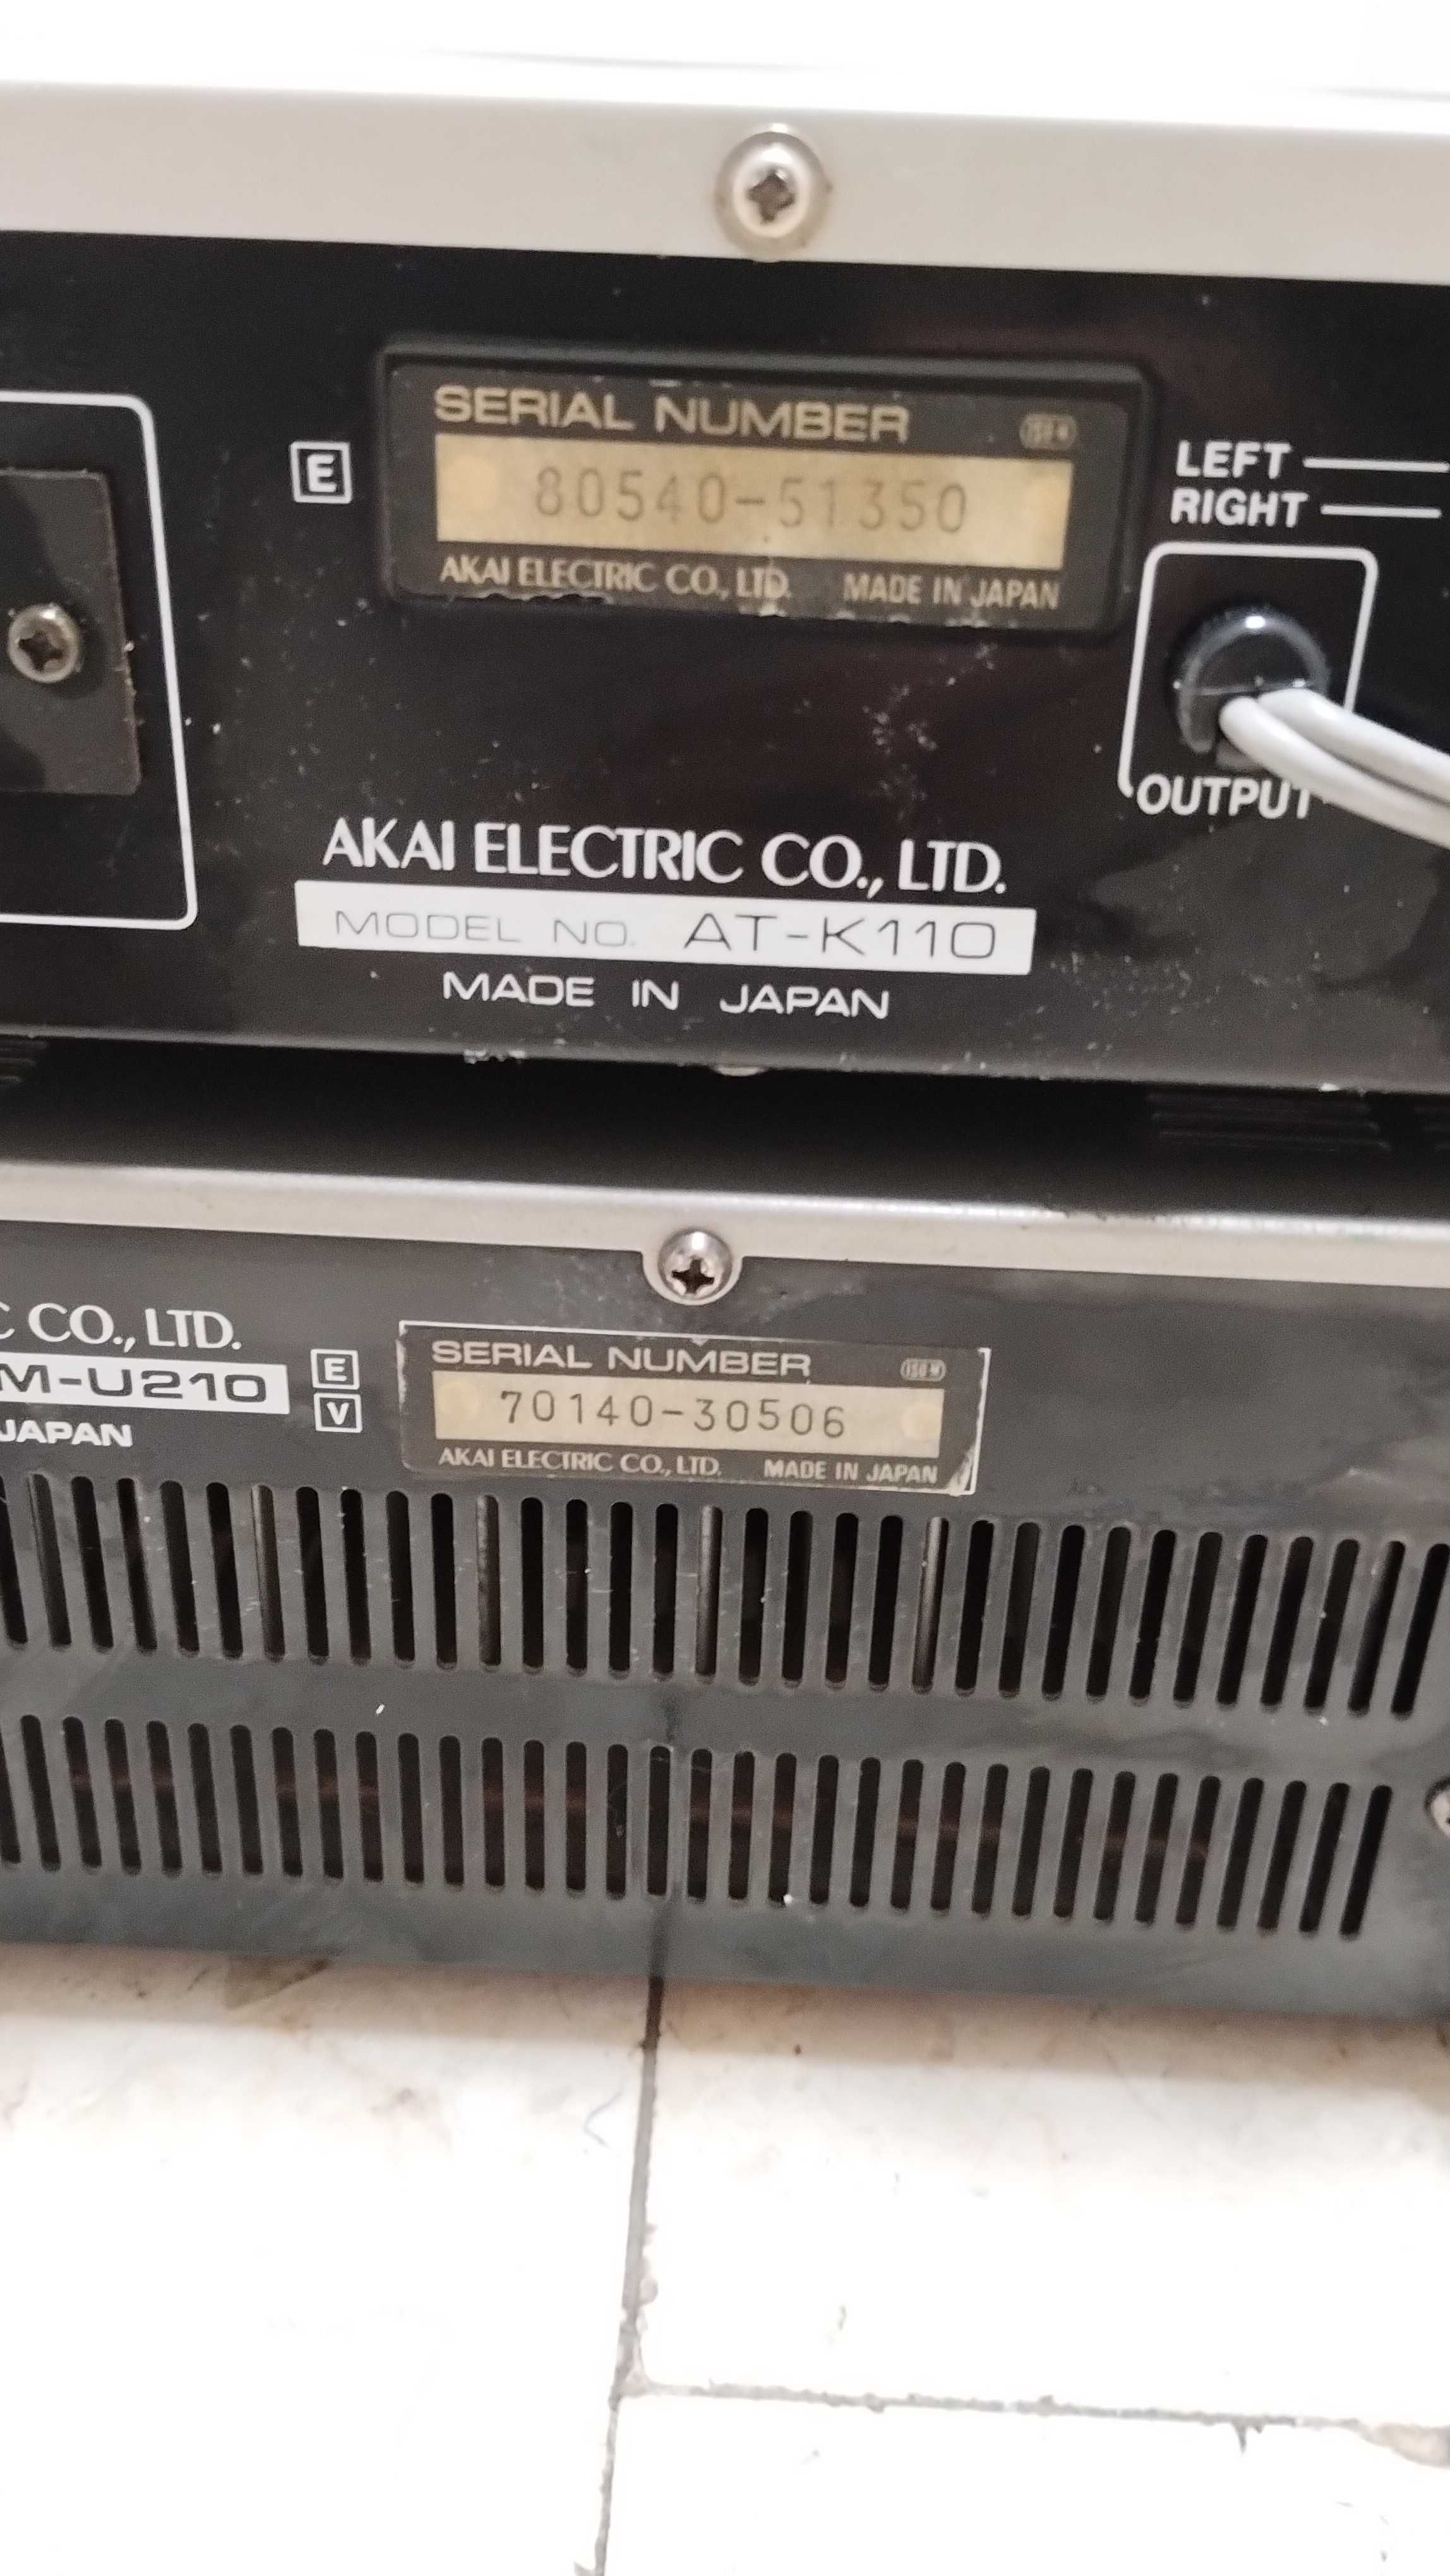 SERIAL NUMBER
E
80540-51350
AKAI ELECTRIC CO., LTD. MADE IN JAPAN
LEFT
RIGHT
OUTPUT
AKAI ELECTRIC CO., LTD.
MODEL NO. AT-K110
MADE IN JAPAN
C CO., LTD.
M-U210
JAPAN
E
V
SERIAL NUMBER
70140-30506
AKAI ELECTRIC CO., LTD. MADE IN JAPAN